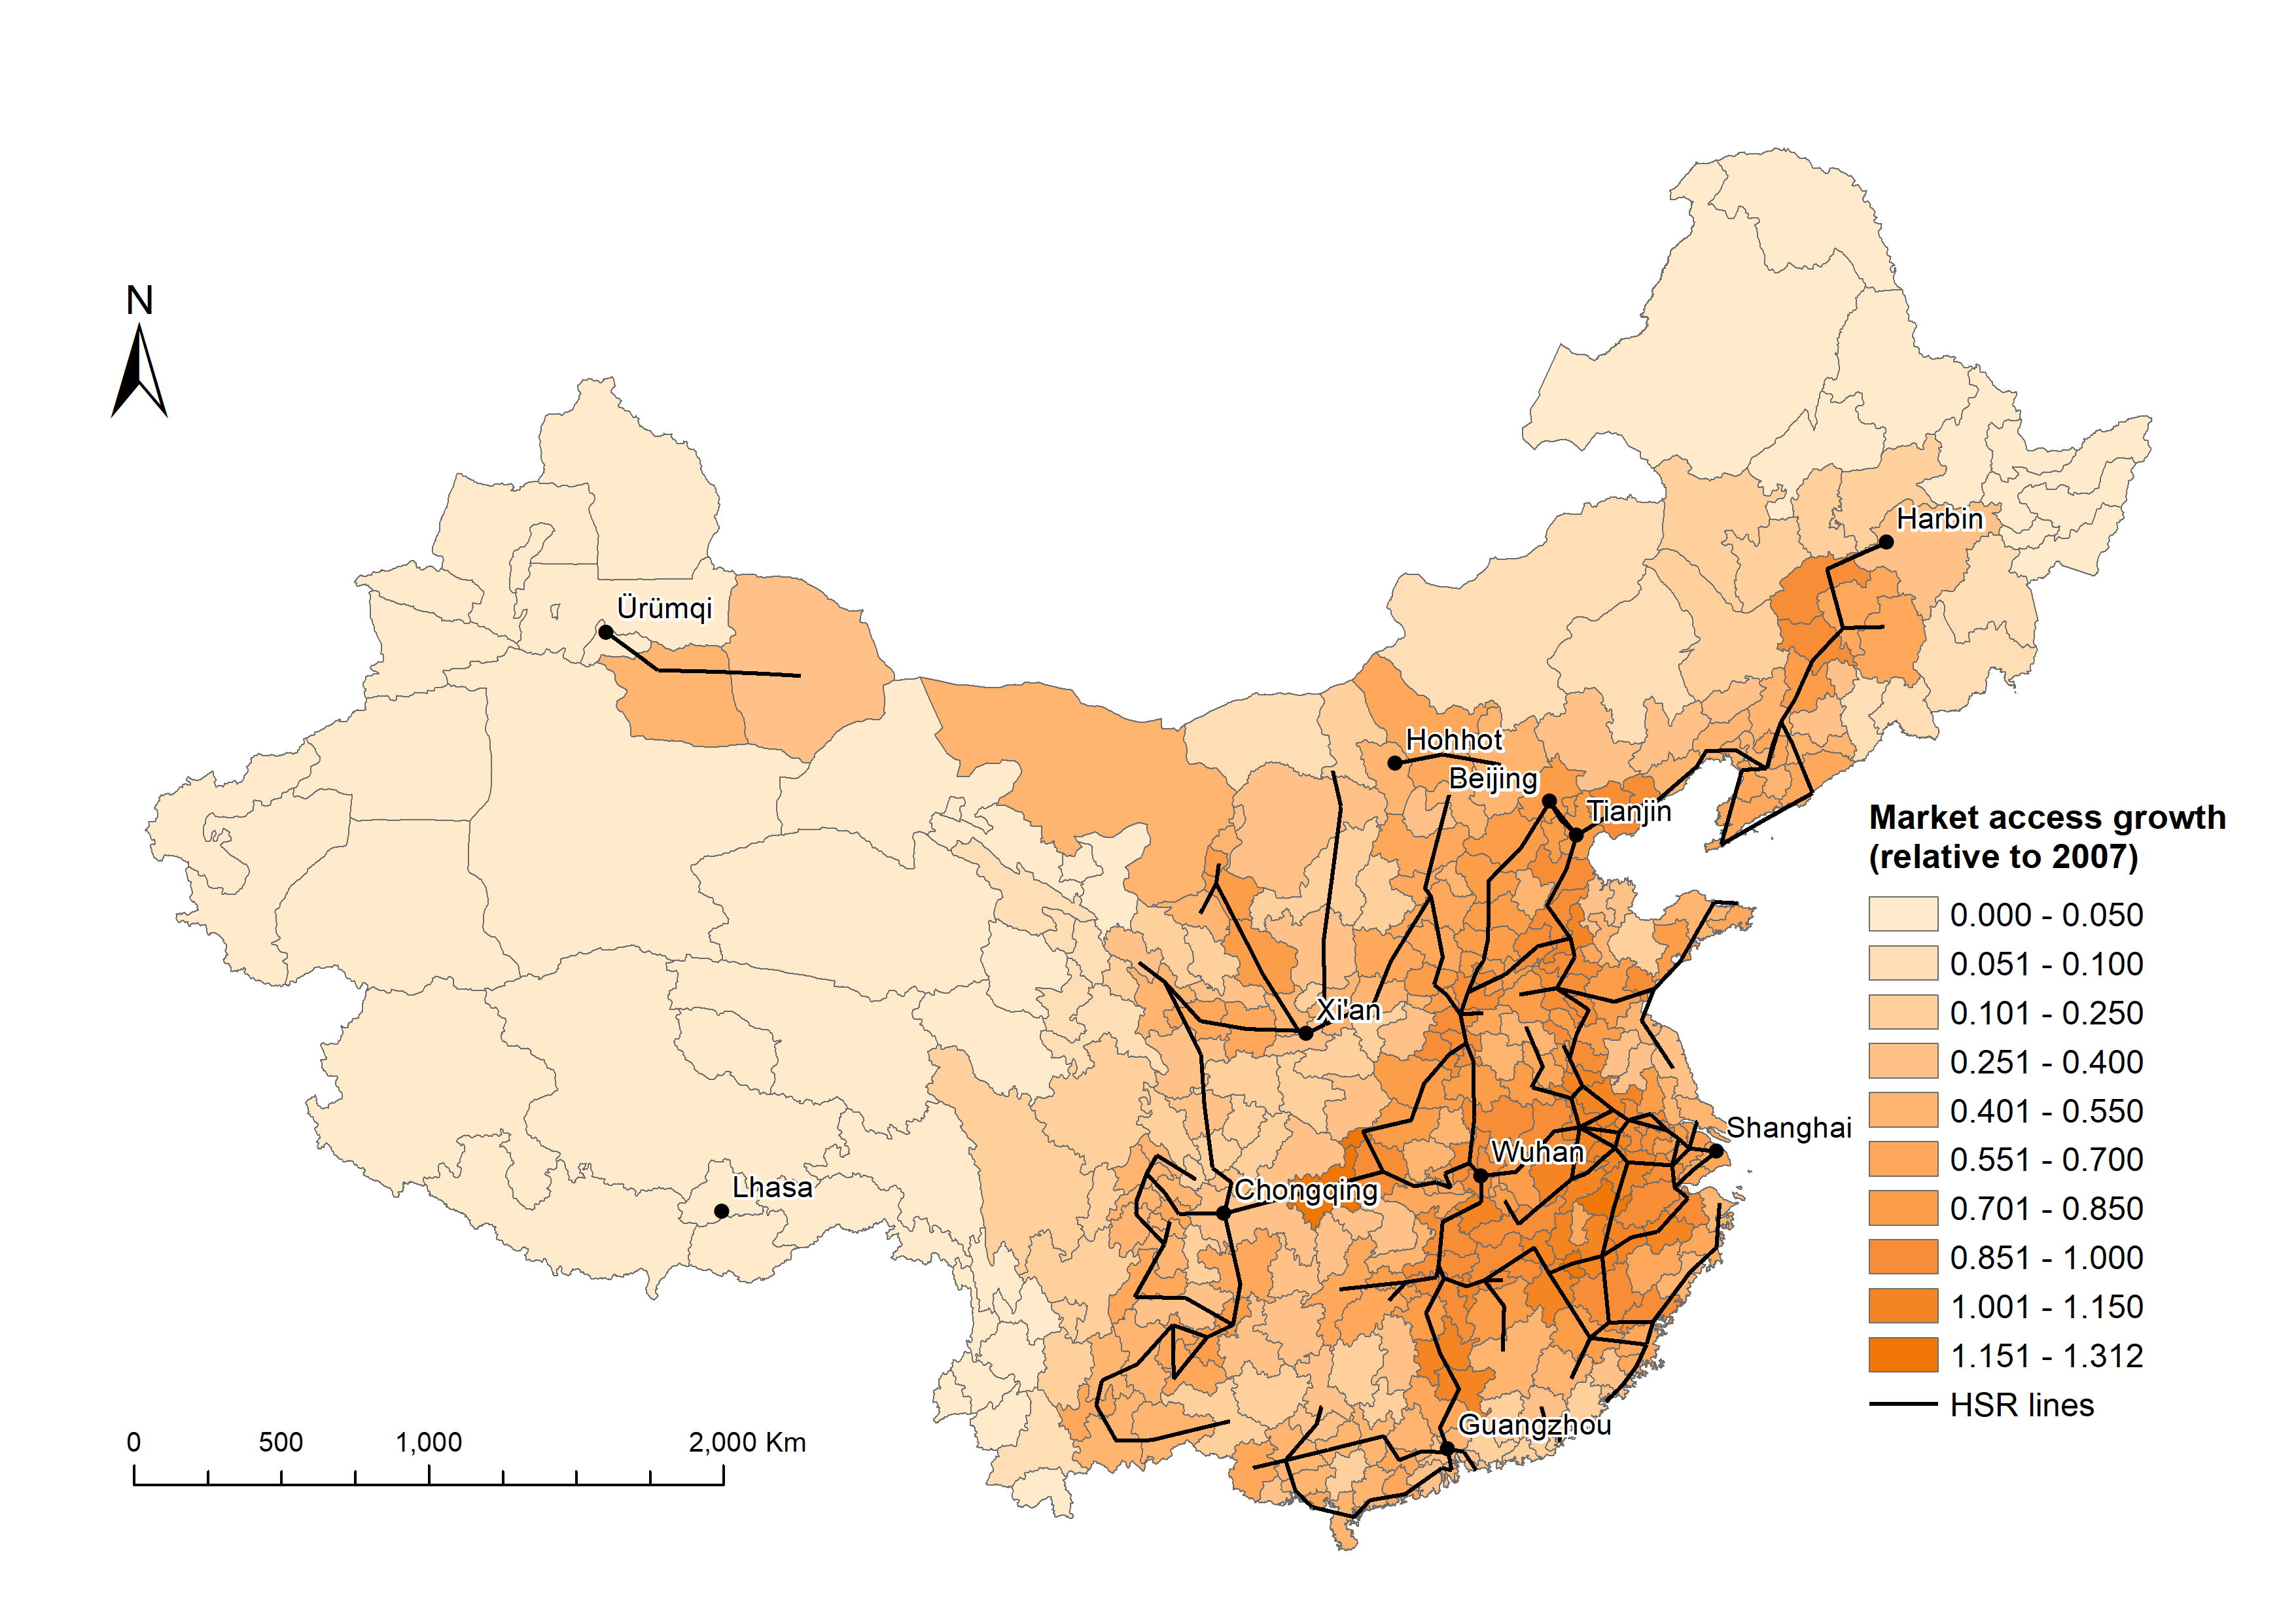 N
Harbin
Ürümqi
Hohhot
Beijing
Tianjin
Xi'an
Shanghai
Wuhan
Lhasa
Chongqing
Guangzhou
Market access growth
(relative to 2007)
0.000 - 0.050
0.051 - 0.100
0.101 - 0.250
0.251 - 0.400
0.401 - 0.550
0.551 - 0.700
0.701 - 0.850
0.851 - 1.000
1.001 - 1.150
1.151 - 1.312
HSR lines
0 500 1,000 2,000 Km